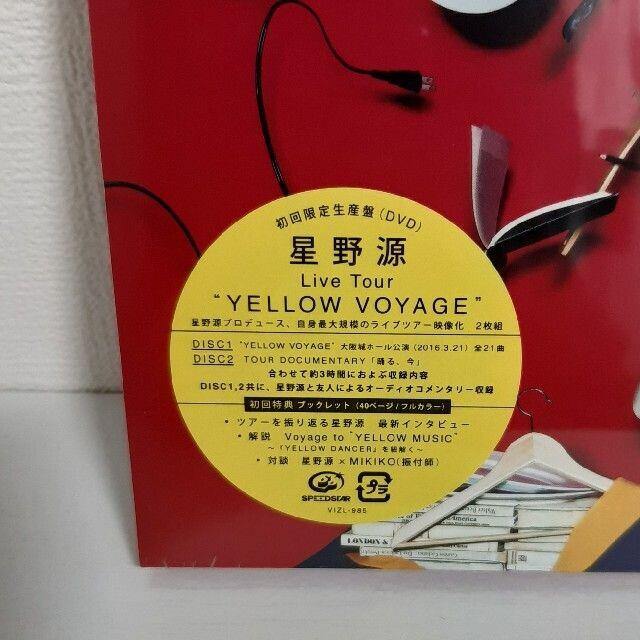 初回限定生産盤(DVD)
星野源
Live Tour
"YELLOW VOYAGE"
星野源プロデュース、自身最大規模のライブツアー映像化 2枚組
DISC1 "YELLOW VOYAGE" 大阪城ホール公演(2016.3.21) 全21曲
DISC2 TOUR DOCUMENTARY「踊る、今」
合わせて約3時間におよぶ収録内容
DISC1,2共に、星野源と友人によるオーディオコメンタリー収録
初回特典 ブックレット(40ページ/フルカラー)
・ ツアーを振り返る星野源 最新インタビュー
・ 解説 Voyage to "YELLOW MUSIC"
～「YELLOW DANCER」を紐解く～
・ 対談 星野源×MIKIKO(振付師)
SPEEDSTAR
プラ
VIZL-985
of America
LONDON &